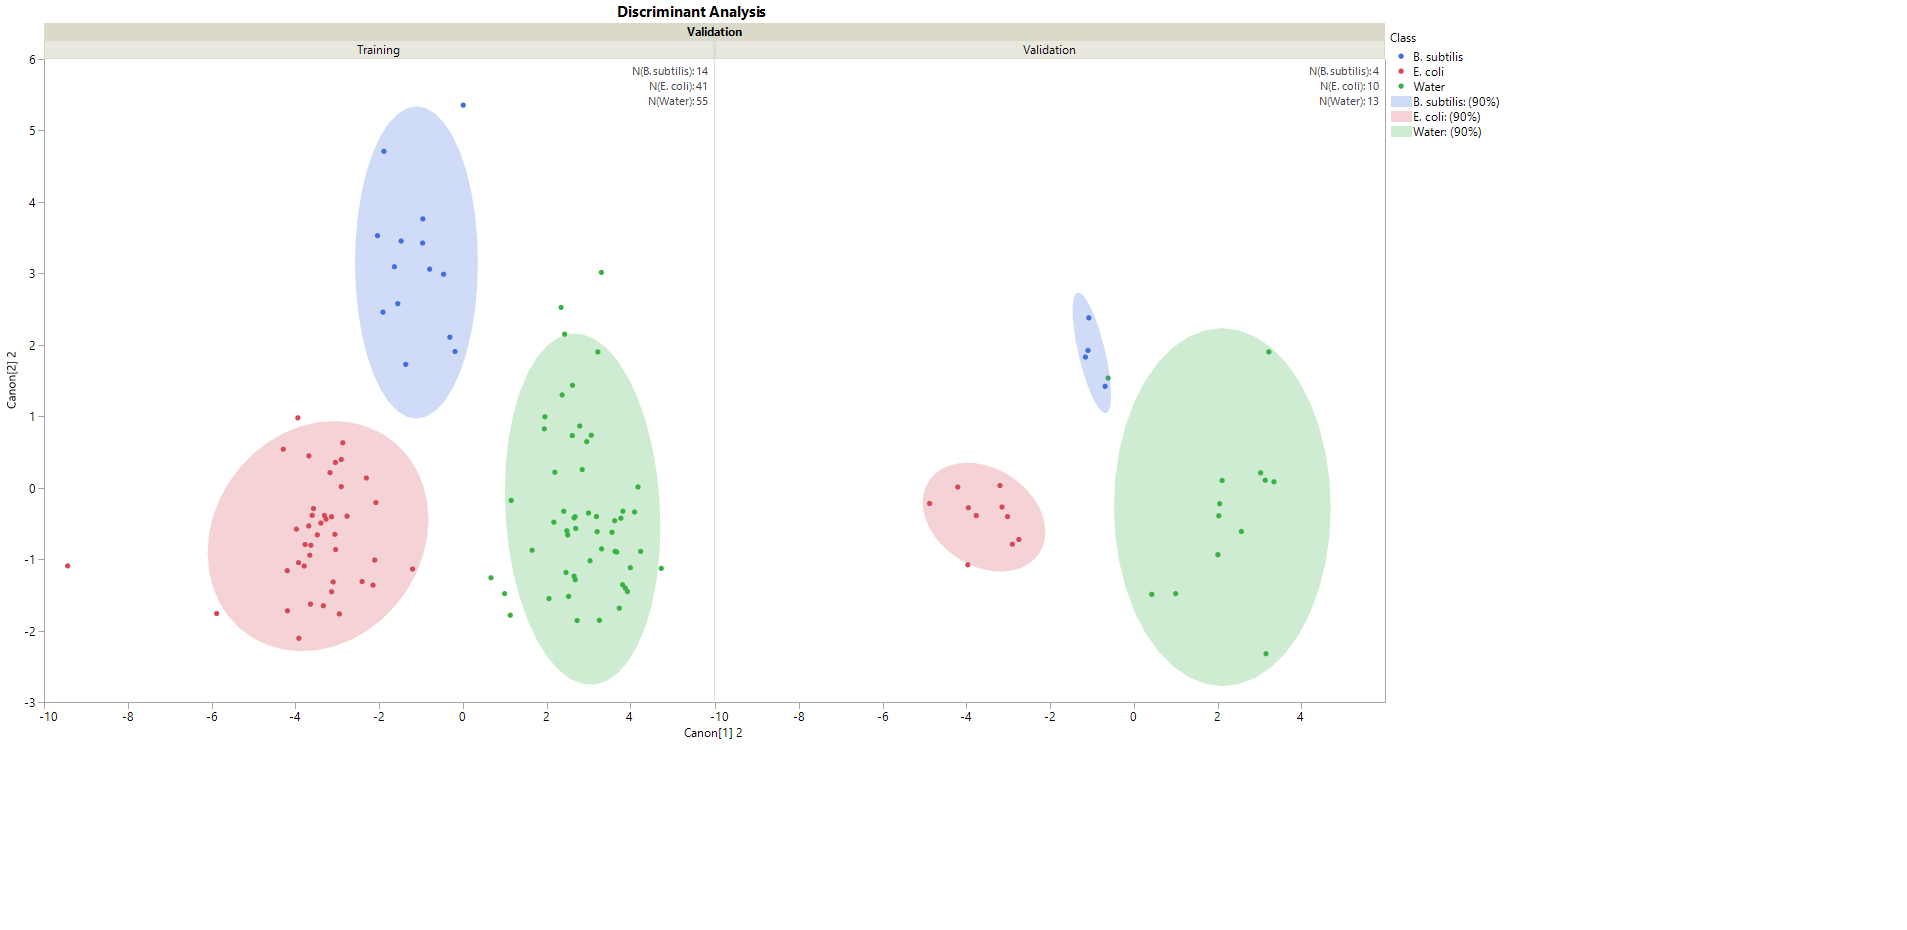 Discriminant Analysis
Validation
Training
Validation
N(B. subtilis): 14
N(E. coli): 41
N(Water): 55
N(B. subtilis): 4
N(E. coli): 10
N(Water): 13
Class
B. subtilis
E. coli
Water
B. subtilis: (90%)
E. coli: (90%)
Water: (90%)
Canon[2] 2
6
5
4
3
2
1
0
-1
-2
-3
-10 -8 -6 -4 -2 0 2 4 -10 -8 -6 -4 -2 0 2 4
Canon[1] 2